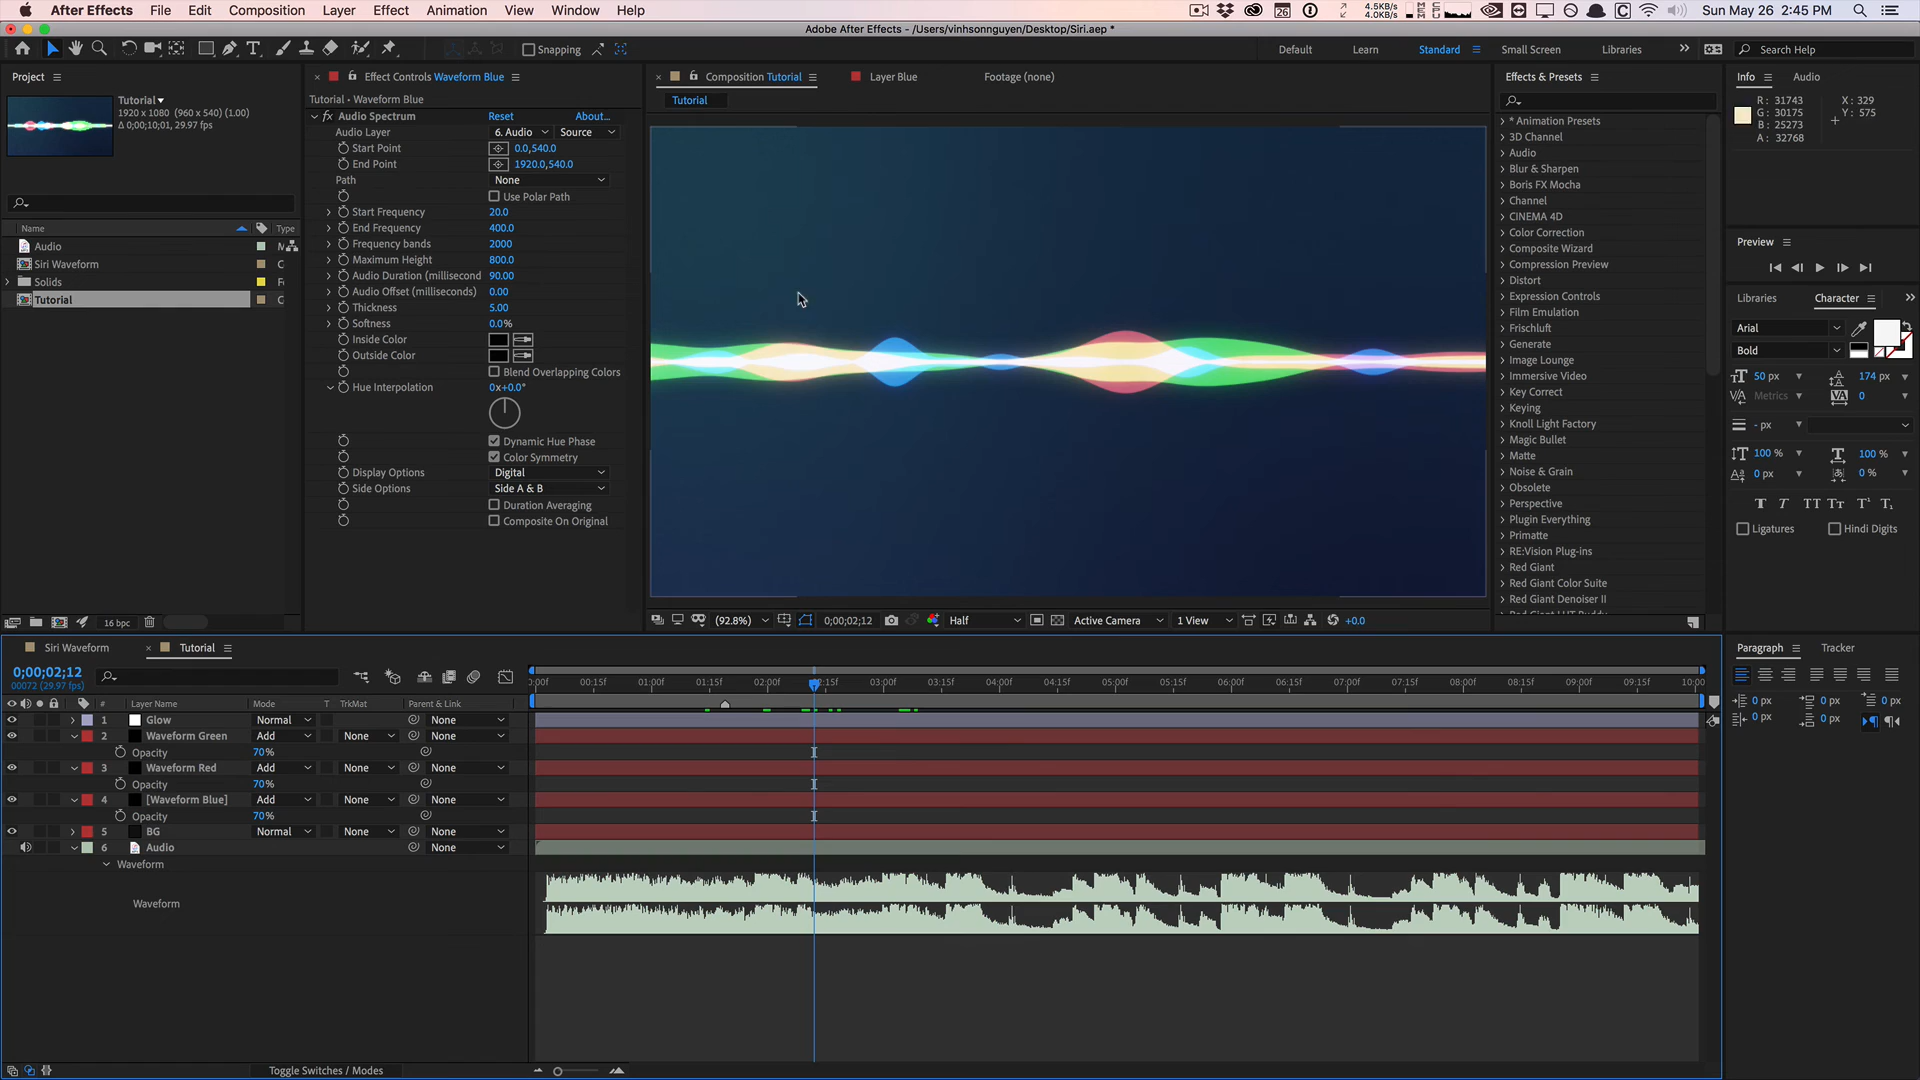 After Effects File Edit Composition Layer Effect Animation View Window Help
26
4.5KB/s
4.0KB/s
Sun May 26 2:45 PM
Adobe After Effects - /Users/vinhsonnguyen/Desktop/Siri.aep *
Snapping
Default Learn Standard Small Screen Libraries » Search Help
Project
Tutorial
1920 x 1080 (960 x 540) (1.00)
Δ 0;00;10;01, 29.97 fps
Name Type
Audio
Siri Waveform
Solids
Tutorial
16 bpc
Effect Controls Waveform Blue
Tutorial • Waveform Blue
fx Audio Spectrum Reset About...
Audio Layer 6. Audio Source
Start Point 0.0,540.0
End Point 1920.0,540.0
Path None
Use Polar Path
Start Frequency 20.0
End Frequency 400.0
Frequency bands 2000
Maximum Height 800.0
Audio Duration (millisecond 90.00
Audio Offset (milliseconds) 0.00
Thickness 5.00
Softness 0.0%
Inside Color
Outside Color
Blend Overlapping Colors
Hue Interpolation 0x+0.0°
Dynamic Hue Phase
Color Symmetry
Display Options Digital
Side Options Side A & B
Duration Averaging
Composite On Original
Composition Tutorial Layer Blue Footage (none)
Tutorial
(92.8%) 0;00;02;12 Half Active Camera 1 View +0.0
Effects & Presets
* Animation Presets
3D Channel
Audio
Blur & Sharpen
Boris FX Mocha
Channel
CINEMA 4D
Color Correction
Composite Wizard
Compression Preview
Distort
Expression Controls
Film Emulation
Frischluft
Generate
Image Lounge
Immersive Video
Key Correct
Keying
Knoll Light Factory
Magic Bullet
Matte
Noise & Grain
Obsolete
Perspective
Plugin Everything
Primatte
RE:Vision Plug-ins
Red Giant
Red Giant Color Suite
Red Giant Denoiser II
Info Audio
R: 31743 X: 329
G: 30175 Y: 575
B: 25273
A: 32768
Preview
Libraries Character »
Arial
Bold
50 px 174 px
Metrics 0
- px
100 % 100 %
0 px 0 %
Ligatures Hindi Digits
Paragraph Tracker
0 px 0 px 0 px
0 px 0 px
Siri Waveform Tutorial
0;00;02;12
00072 (29.97 fps)
# Layer Name Mode T TrkMat Parent & Link
00:15f 01:00f 01:15f 02:00f 02:15f 03:00f 03:15f 04:00f 04:15f 05:00f 05:15f 06:00f 06:15f 07:00f 07:15f 08:00f 08:15f 09:00f 09:15f
1 Glow Normal None
2 Waveform Green Add None None
Opacity 70%
3 Waveform Red Add None None
Opacity 70%
4 [Waveform Blue] Add None None
Opacity 70%
5 BG Normal None None
6 Audio None
Waveform
Waveform
Toggle Switches / Modes